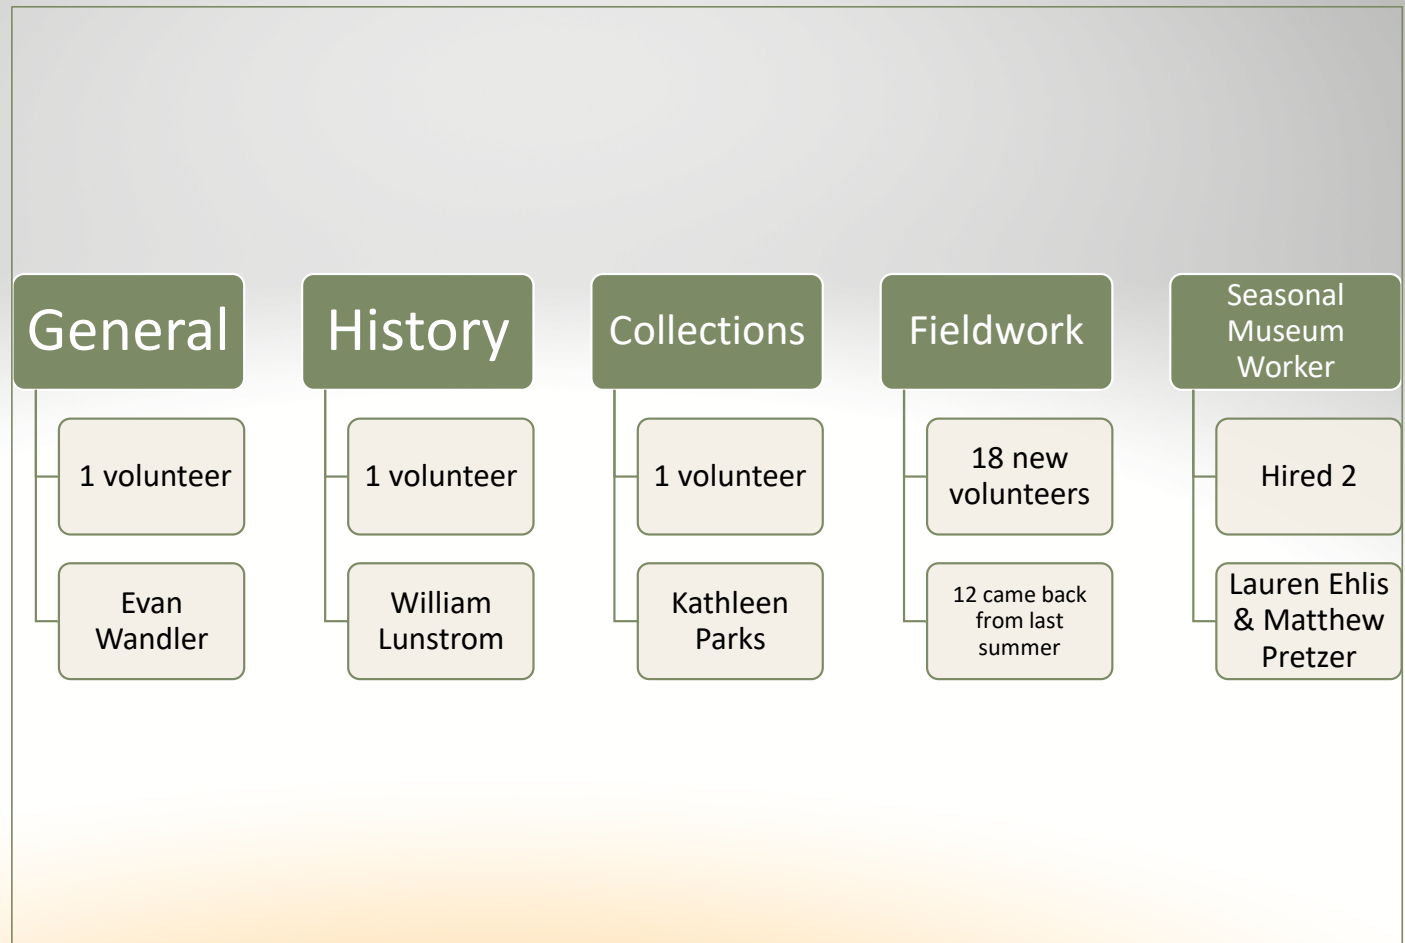 General
1 volunteer
Evan
Wandler
History
1 volunteer
William
Lunstrom
Collections
1 volunteer
Kathleen
Parks
Fieldwork
18 new
volunteers
12 came back
from last
summer
Seasonal
Museum
Worker
Hired 2
Lauren Ehlis
& Matthew
Pretzer